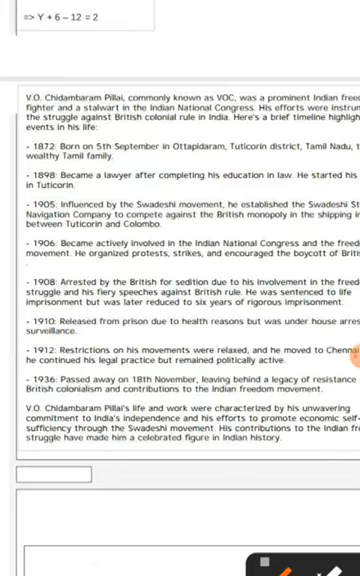 => Y + 6 – 12 = 2
V.O. Chidambaram Pillai, commonly known as VOC, was a prominent Indian
fighter and a stalwart in the Indian National Congress. His efforts were
the struggle against British colonial rule in India. Here's a brief timeline
events in his life:
- 1872: Born on 5th September in Ottapidaram, Tuticorin district, Tamil Nadu,
wealthy Tamil family.
- 1898: Became a lawyer after completing his education in law. He started his
in Tuticorin.
- 1905: Influenced by the Swadeshi movement, he established the Swadeshi
Navigation Company to compete against the British monopoly in the shipping
between Tuticorin and Colombo.
- 1906: Became actively involved in the Indian National Congress and the
movement. He organized protests, strikes, and encouraged the boycott of
- 1908: Arrested by the British for sedition due to his involvement in the
struggle and his fiery speeches against British rule. He was sentenced to life
imprisonment but was later reduced to six years of rigorous imprisonment.
- 1910: Released from prison due to health reasons but was under house
surveillance.
- 1912: Restrictions on his movements were relaxed, and he moved to
he continued his legal practice but remained politically active.
- 1936: Passed away on 18th November, leaving behind a legacy of resistance
British colonialism and contributions to the Indian freedom movement.
V.O. Chidambaram Pillai's life and work were characterized by his unwavering
commitment to India's independence and his efforts to promote economic self-
sufficiency through the Swadeshi movement. His contributions to the Indian
struggle have made him a celebrated figure in Indian history.